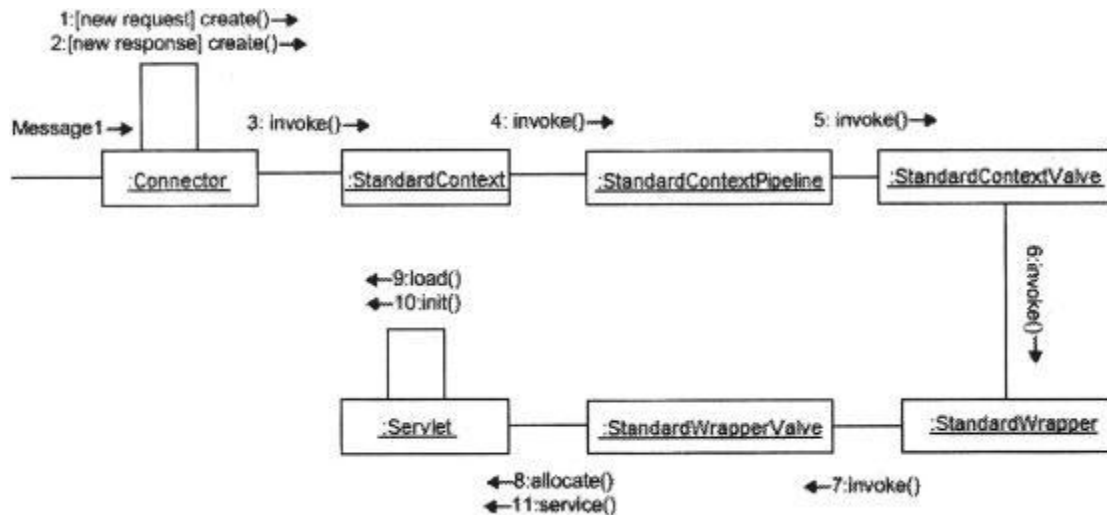 1:[new request] create()
2:[new response] create()
Message1
3: invoke()
4: invoke()
5: invoke()
:Connector
:StandardContext
:StandardContextPipeline
:StandardContextValve
6:invoke()
9:load()
10:init()
:Servlet
:StandardWrapperValve
:StandardWrapper
8:allocate()
11:service()
7:invoke()